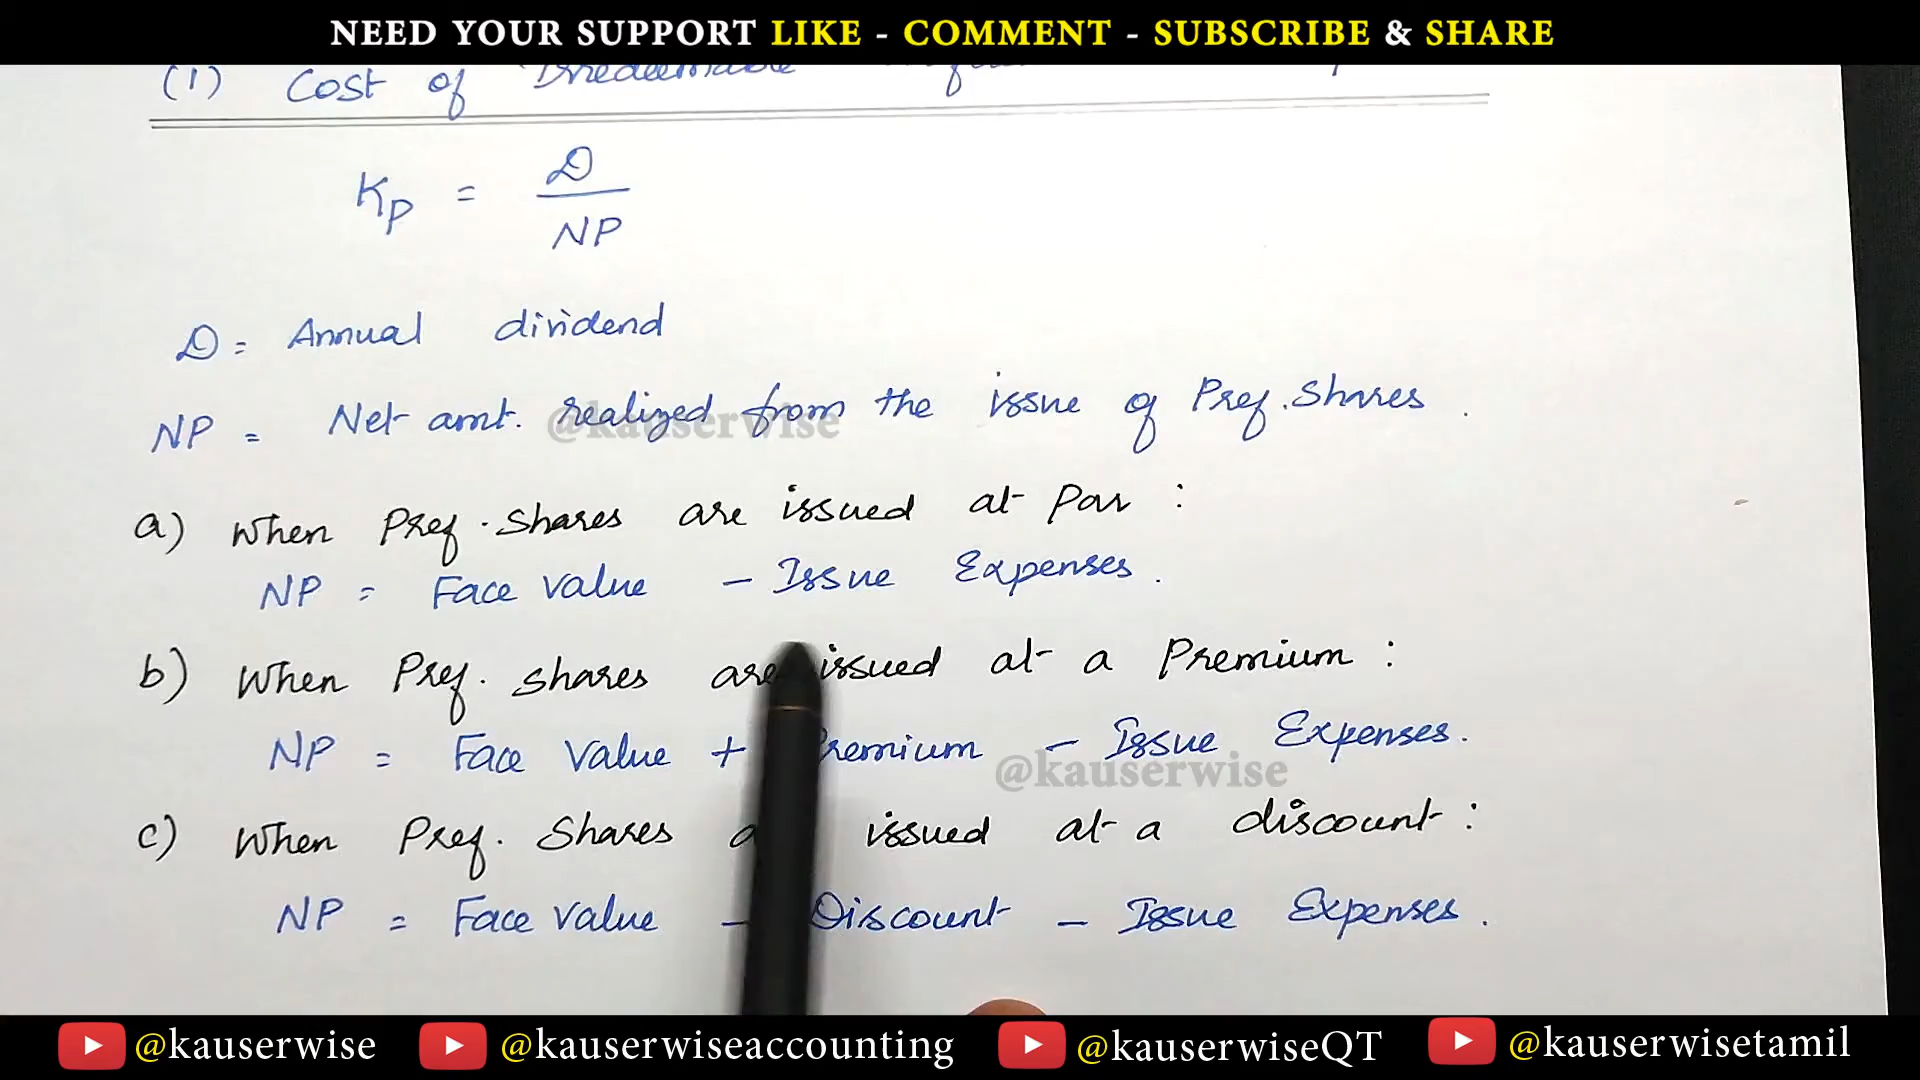 NEED YOUR SUPPORT LIKE - COMMENT - SUBSCRIBE & SHARE
(1) Cost of Irredeemable
Kp = D / NP
D = Annual dividend
NP = Net amt. realized from the issue of Pref. Shares.
@kauserwise
a) When Pref. Shares are issued at Par :
NP = Face Value - Issue Expenses.
b) When Pref. Shares are issued at a Premium :
NP = Face Value + Premium - Issue Expenses.
@kauserwise
c) When Pref. Shares issued at a discount :
NP = Face Value - Discount - Issue Expenses.
@kauserwise @kauserwiseaccounting @kauserwiseQT @kauserwisetamil